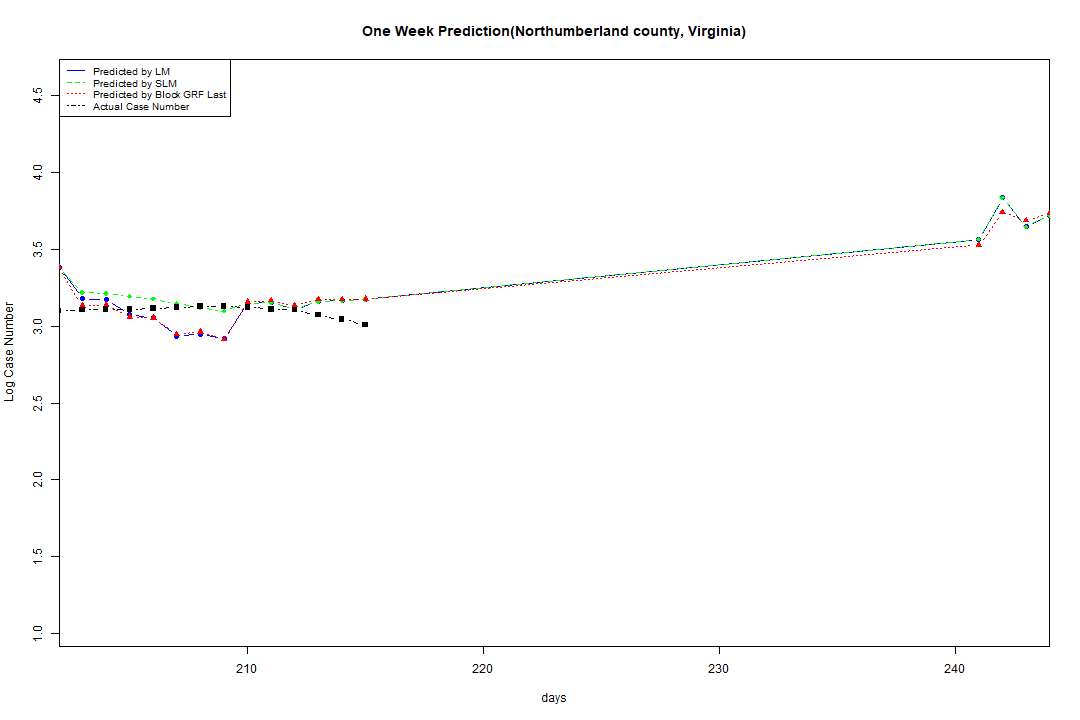 One Week Prediction(Northumberland county, Virginia)
Predicted by LM
Predicted by SLM
Predicted by Block GRF Last
Actual Case Number
4.5
4.0
3.5
3.0
2.5
2.0
1.5
1.0
Log Case Number
210
220
230
240
days